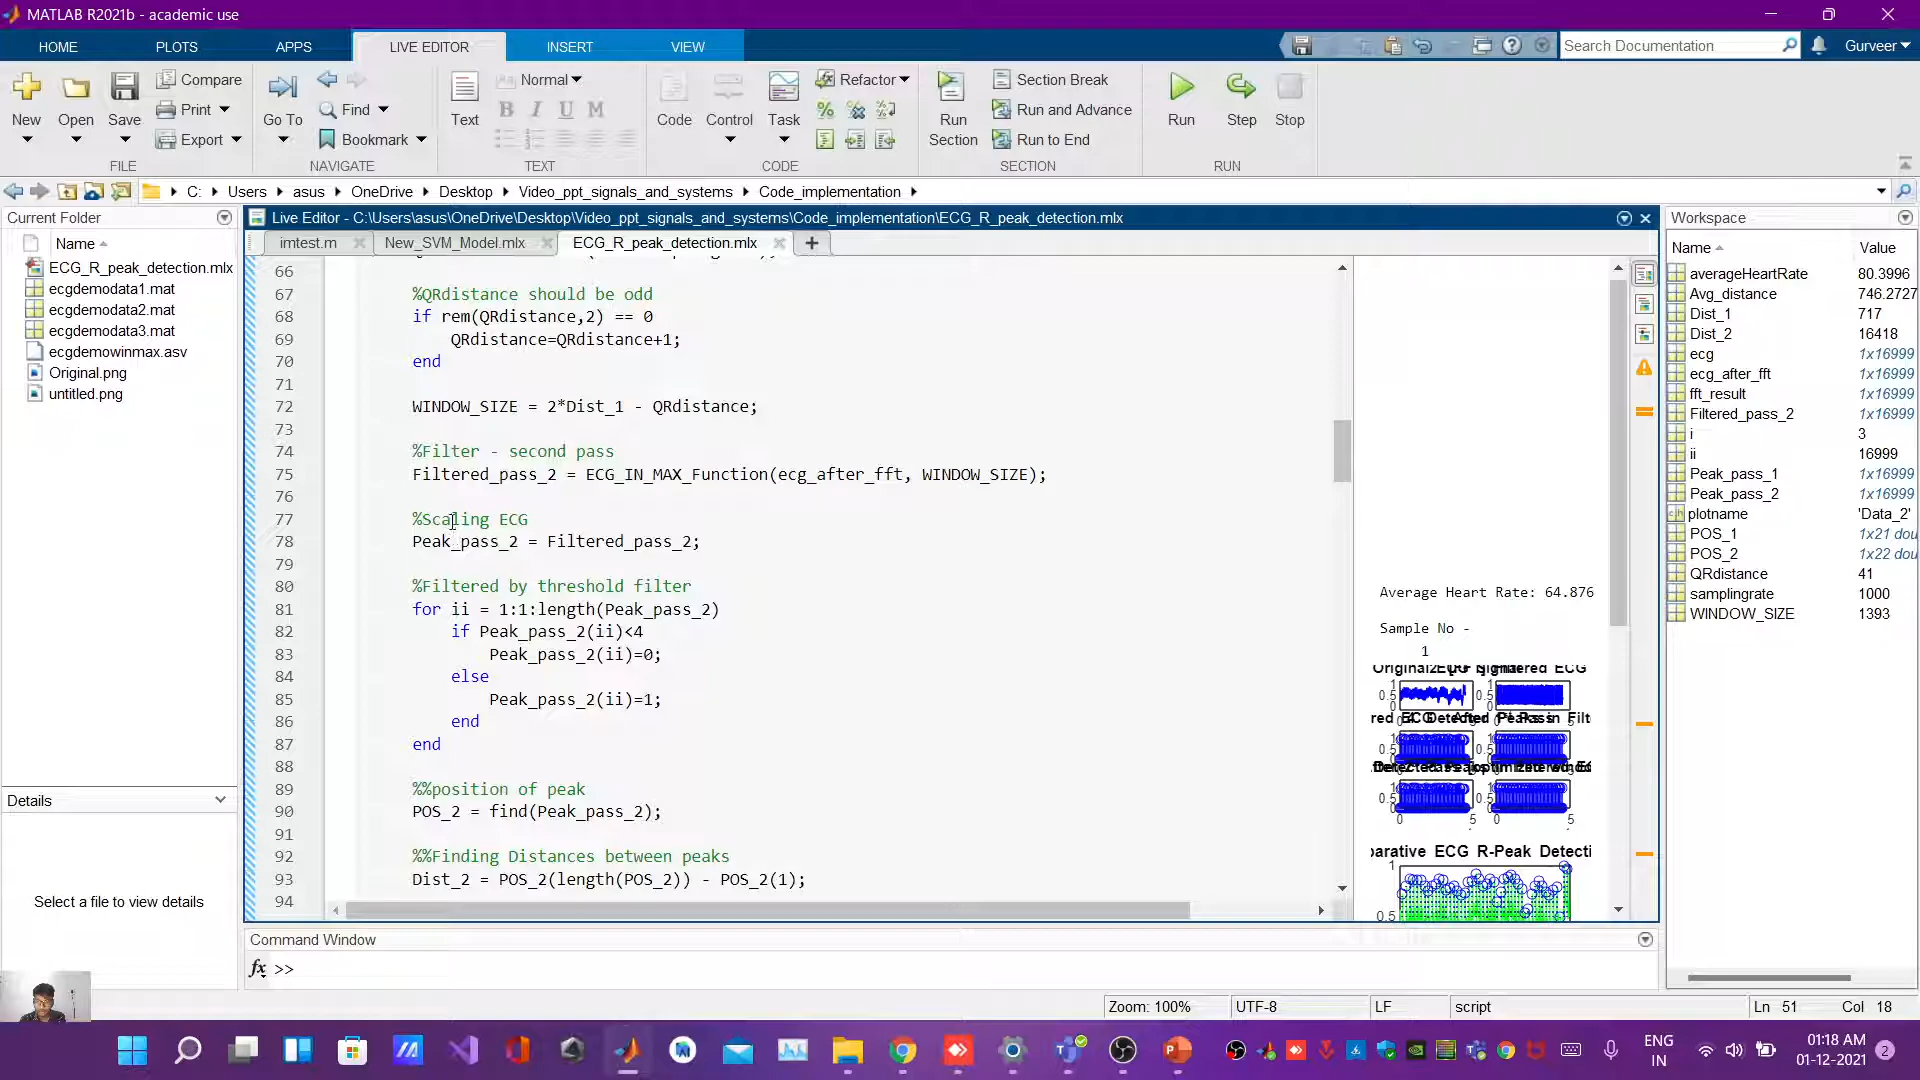 MATLAB R2021b - academic use
HOME PLOTS APPS LIVE EDITOR INSERT VIEW
Search Documentation
Gurveer
New Open Save Compare Print Export
FILE
Go To Find Bookmark
NAVIGATE
Text Normal B I U M
TEXT
Code Control Task Refactor
CODE
Run Section Section Break Run and Advance Run to End
SECTION
Run Step Stop
RUN
C: Users asus OneDrive Desktop Video_ppt_signals_and_systems Code_implementation
Current Folder
Name
ECG_R_peak_detection.mlx
ecgdemodata1.mat
ecgdemodata2.mat
ecgdemodata3.mat
ecgdemowinmax.asv
Original.png
untitled.png
Details
Select a file to view details
Live Editor - C:\Users\asus\OneDrive\Desktop\Video_ppt_signals_and_systems\Code_implementation\ECG_R_peak_detection.mlx
imtest.m New_SVM_Model.mlx ECG_R_peak_detection.mlx
66
67 %QRdistance should be odd
68 if rem(QRdistance,2) == 0
69 QRdistance=QRdistance+1;
70 end
71
72 WINDOW_SIZE = 2*Dist_1 - QRdistance;
73
74 %Filter - second pass
75 Filtered_pass_2 = ECG_IN_MAX_Function(ecg_after_fft, WINDOW_SIZE);
76
77 %Scaling ECG
78 Peak_pass_2 = Filtered_pass_2;
79
80 %Filtered by threshold filter
81 for ii = 1:1:length(Peak_pass_2)
82 if Peak_pass_2(ii)<4
83 Peak_pass_2(ii)=0;
84 else
85 Peak_pass_2(ii)=1;
86 end
87 end
88
89 %%position of peak
90 POS_2 = find(Peak_pass_2);
91
92 %%Finding Distances between peaks
93 Dist_2 = POS_2(length(POS_2)) - POS_2(1);
94
Average Heart Rate: 64.876
Sample No -
1
parative ECG R-Peak Detecti
1
0.5
Command Window
fx >>
Workspace
Name Value
averageHeartRate 80.3996
Avg_distance 746.2727
Dist_1 717
Dist_2 16418
ecg 1x16999
ecg_after_fft 1x16999
fft_result 1x16999
Filtered_pass_2 1x16999
i 3
ii 16999
Peak_pass_1 1x16999
Peak_pass_2 1x16999
plotname 'Data_2'
POS_1 1x21 dou
POS_2 1x22 dou
QRdistance 41
samplingrate 1000
WINDOW_SIZE 1393
Zoom: 100% UTF-8 LF script Ln 51 Col 18
ENG
IN
01:18 AM
01-12-2021
2